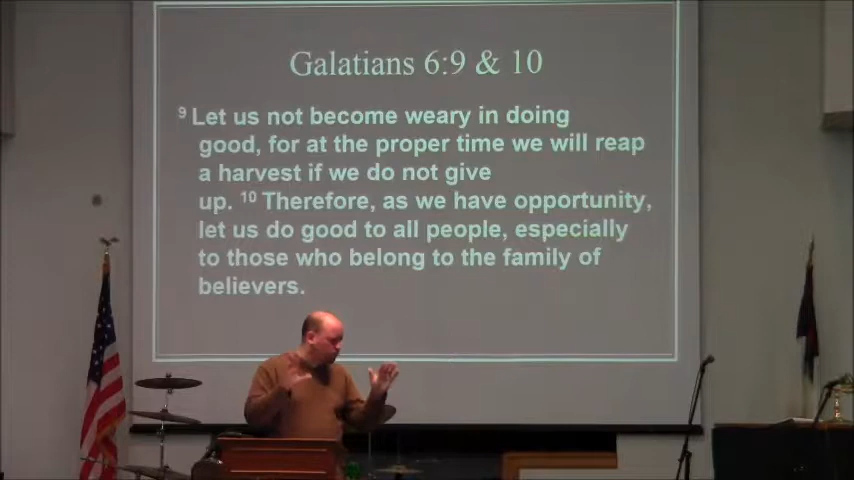 Galatians 6:9 & 10
⁹ Let us not become weary in doing
good, for at the proper time we will reap
a harvest if we do not give
up. ¹⁰ Therefore, as we have opportunity,
let us do good to all people, especially
to those who belong to the family of
believers.